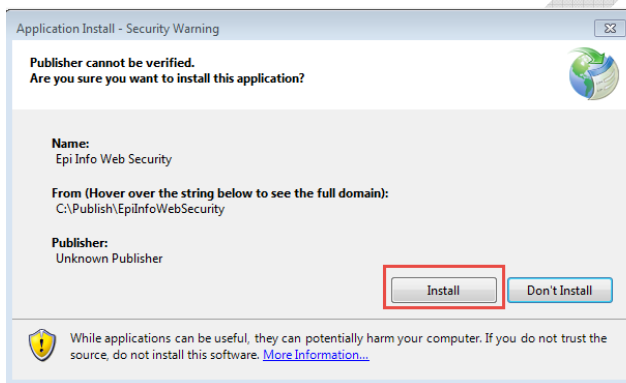 Application Install - Security Warning
Publisher cannot be verified.
Are you sure you want to install this application?
Name:
Epi Info Web Security
From (Hover over the string below to see the full domain):
C:\Publish\EpiInfoWebSecurity
Publisher:
Unknown Publisher
Install
Don't Install
While applications can be useful, they can potentially harm your computer. If you do not trust the
source, do not install this software. More Information...